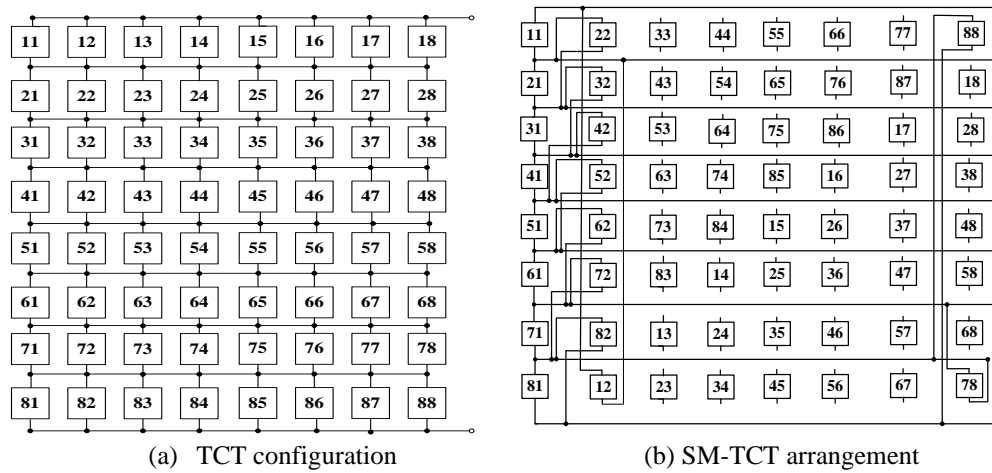 11 12 13 14 15 16 17 18
21 22 23 24 25 26 27 28
31 32 33 34 35 36 37 38
41 42 43 44 45 46 47 48
51 52 53 54 55 56 57 58
61 62 63 64 65 66 67 68
71 72 73 74 75 76 77 78
81 82 83 84 85 86 87 88
(a) TCT configuration
11 22 33 44 55 66 77 88
21 32 43 54 65 76 87 18
31 42 53 64 75 86 17 28
41 52 63 74 85 16 27 38
51 62 73 84 15 26 37 48
61 72 83 14 25 36 47 58
71 82 13 24 35 46 57 68
81 12 23 34 45 56 67 78
(b) SM-TCT arrangement